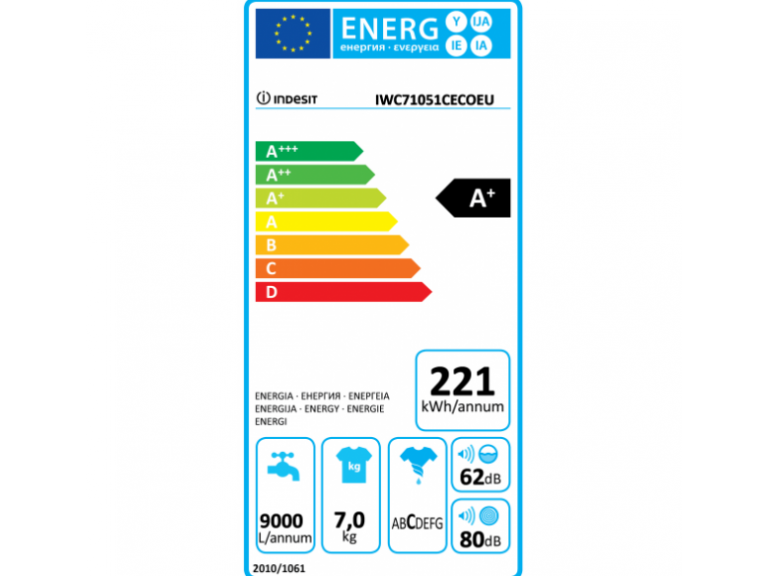 ENERG Y IJA
енергия · ενεργεια IE IA
INDESIT IWC71051CECOEU
A+++
A++
A+ A+
A
B
C
D
221
kWh/annum
ENERGIA · ЕНЕРГИЯ · ΕΝΕΡΓΕΙΑ
ENERGIJA · ENERGY · ENERGIE
ENERGI
kg
9000
L/annum
7,0
kg
ABCDEFG
62dB
80dB
2010/1061